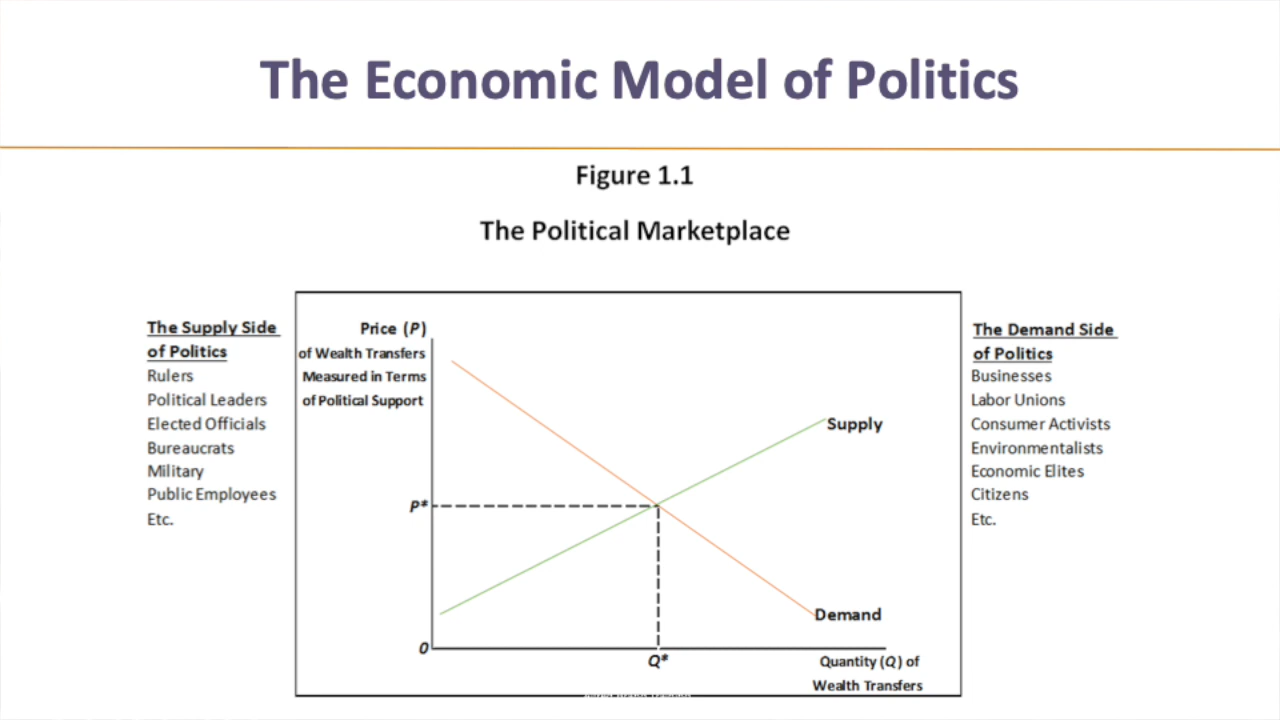 The Economic Model of Politics
Figure 1.1
The Political Marketplace
The Supply Side
of Politics
Rulers
Political Leaders
Elected Officials
Bureaucrats
Military
Public Employees
Etc.
Price (P)
of Wealth Transfers
Measured in Terms
of Political Support
Supply
P*
Demand
0
Q*
Quantity (Q) of
Wealth Transfers
The Demand Side
of Politics
Businesses
Labor Unions
Consumer Activists
Environmentalists
Economic Elites
Citizens
Etc.